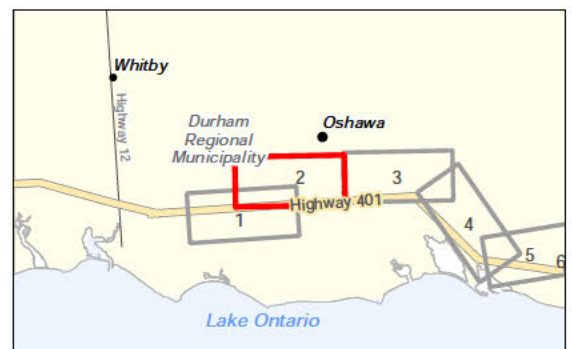 Whitby
Highway 12
Durham
Regional
Municipality
Oshawa
2
3
1
Highway 401
4
5
6
Lake Ontario